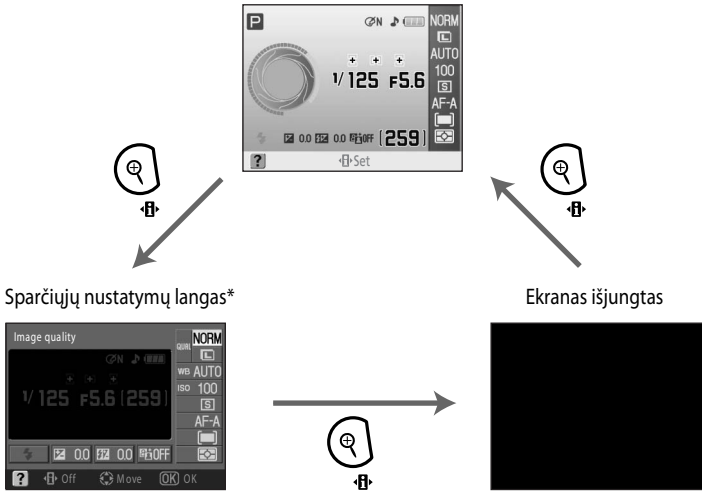 P N NORM
L
AUTO
100
S
AF-A
1/125 F5.6
0.0 0.0 OFF [259]
? i Set
i
i
Sparčiųjų nustatymų langas*
Ekranas išjungtas
Image quality
QUAL NORM
L
N
WB AUTO
ISO 100
S
AF-A
1/125 F5.6 [259]
0.0 0.0 OFF
? i Off Move OK OK
i